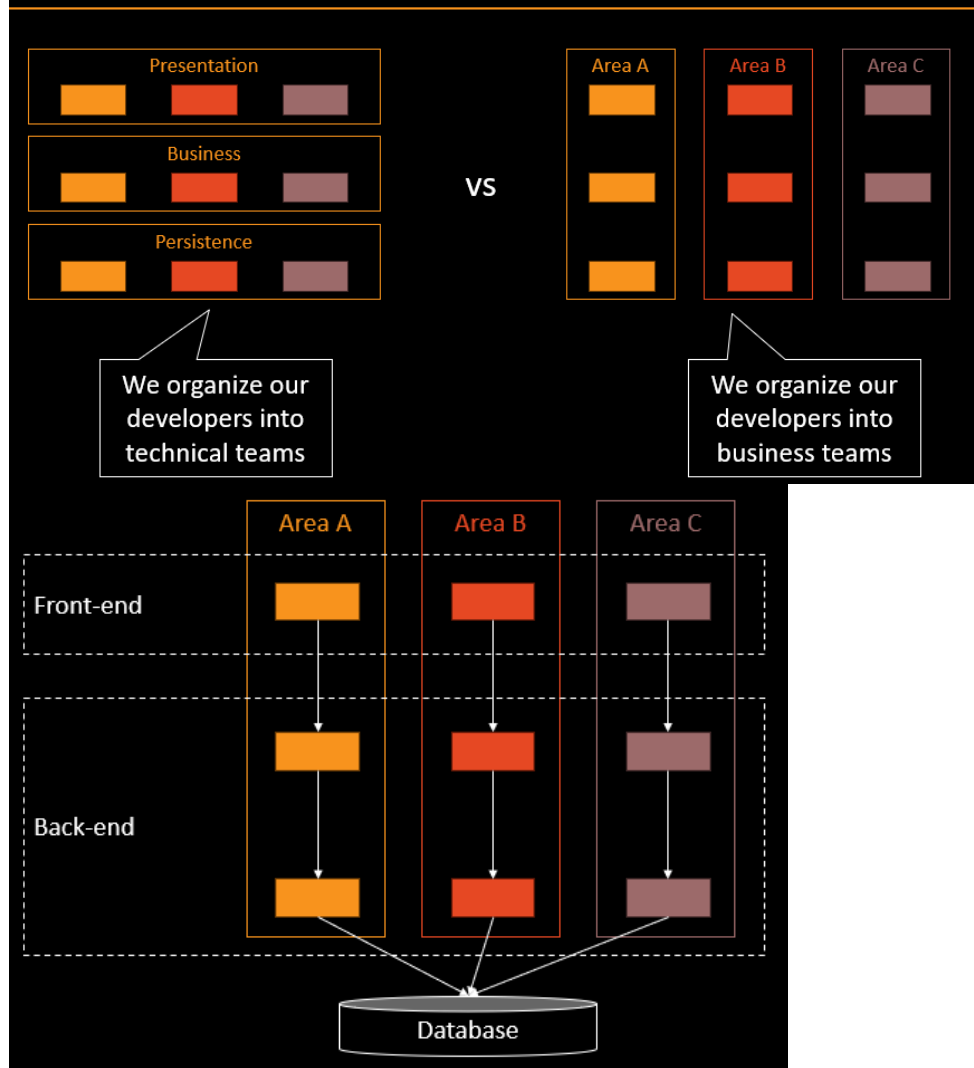 Presentation
Business
Persistence
vs
Area A
Area B
Area C
We organize our
developers into
technical teams
We organize our
developers into
business teams
Area A
Area B
Area C
Front-end
Back-end
Database